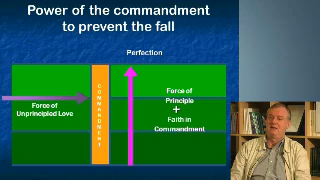 Power of the commandment
to prevent the fall
Perfection
Force of
Unprincipled Love
COMMANDMENT
Force of
Principle
+
Faith in
Commandment